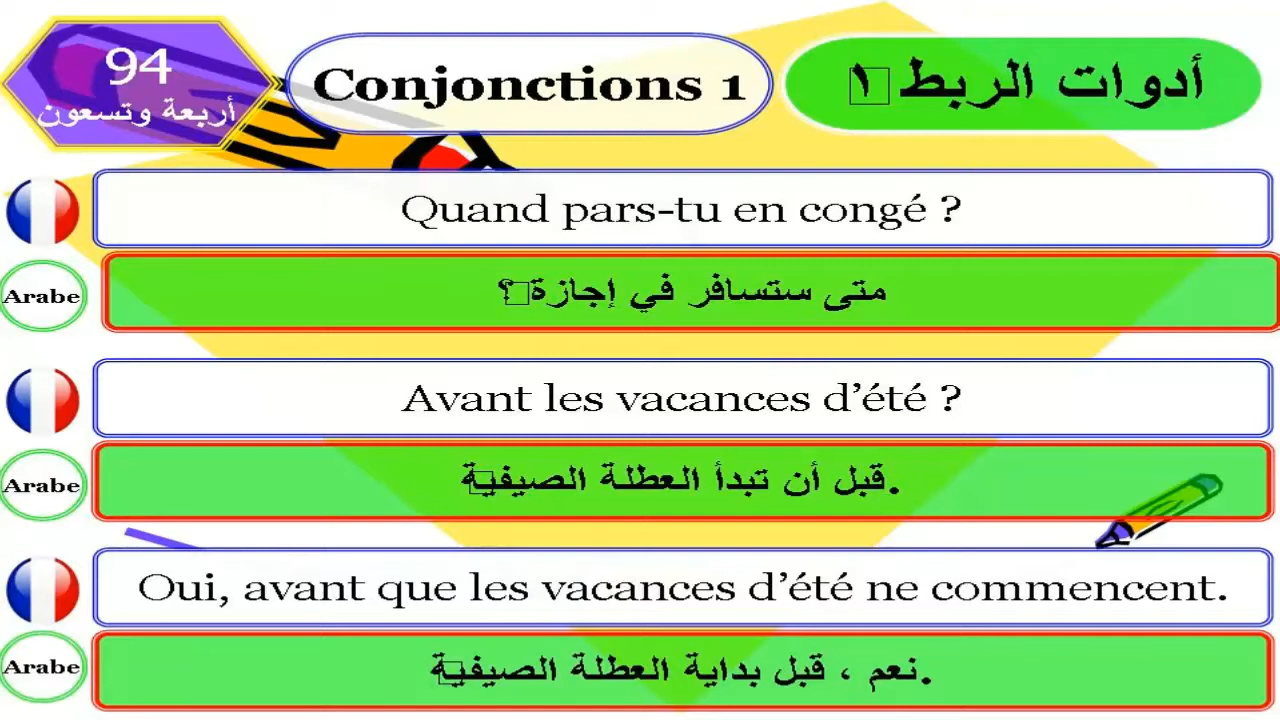 94
أربعة وتسعون
Conjonctions 1
أدوات الربط ١
Quand pars-tu en congé ?
Arabe
متى ستسافر في إجازة؟
Avant les vacances d’été ?
Arabe
قبل أن تبدأ العطلة الصيفية.
Oui, avant que les vacances d’été ne commencent.
Arabe
نعم ، قبل بداية العطلة الصيفية.